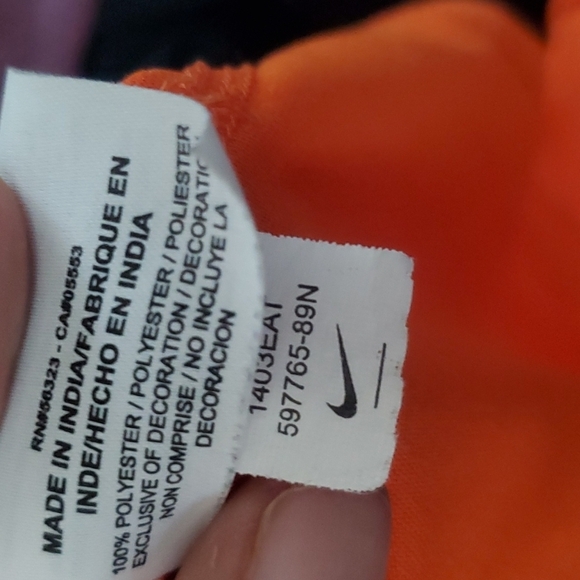 RN#56323 - CA#05553
MADE IN INDIA/FABRIQUE EN
INDE/HECHO EN INDIA
100% POLYESTER / POLYESTER / POLIESTER
EXCLUSIVE OF DECORATION / DECORATIO
NON COMPRISE / NO INCLUYE LA
DECORACION
1403EAT
597765-89N